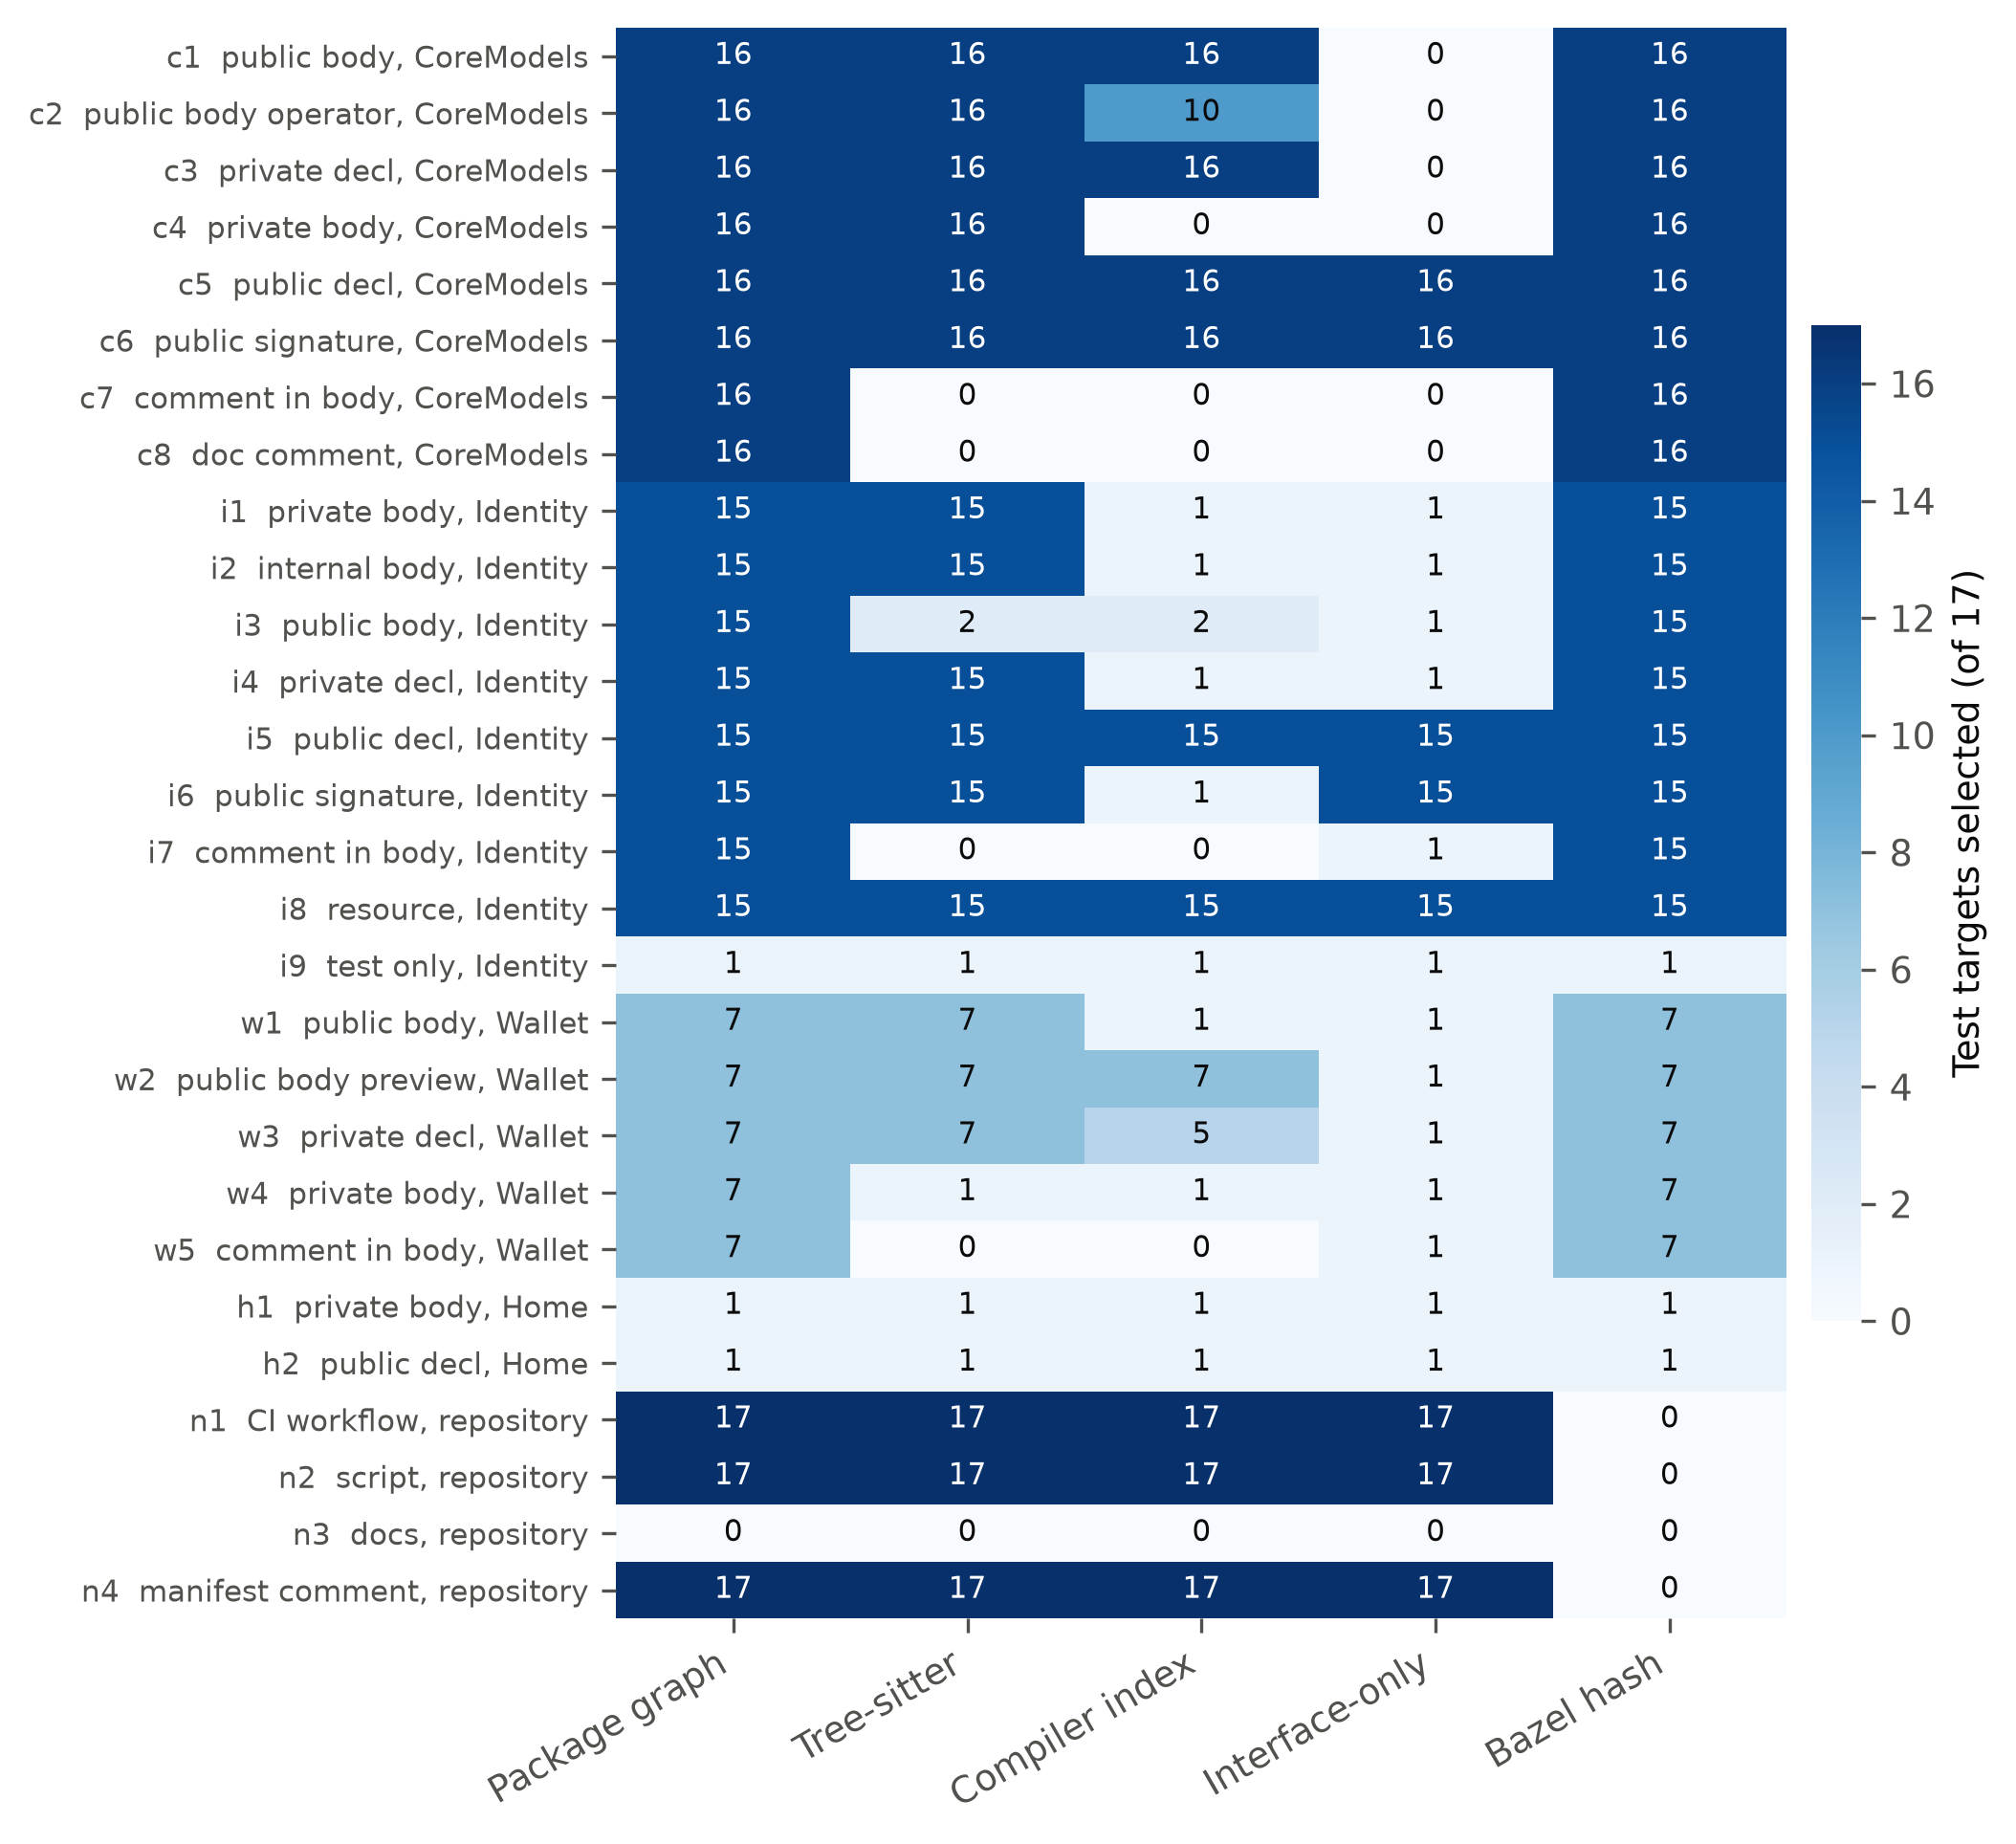 c1  public body, CoreModels 16 16 16 0 16
c2  public body operator, CoreModels 16 16 10 0 16
c3  private decl, CoreModels 16 16 16 0 16
c4  private body, CoreModels 16 16 0 0 16
c5  public decl, CoreModels 16 16 16 16 16
c6  public signature, CoreModels 16 16 16 16 16
c7  comment in body, CoreModels 16 0 0 0 16
c8  doc comment, CoreModels 16 0 0 0 16
i1  private body, Identity 15 15 1 1 15
i2  internal body, Identity 15 15 1 1 15
i3  public body, Identity 15 2 2 1 15
i4  private decl, Identity 15 15 1 1 15
i5  public decl, Identity 15 15 15 15 15
i6  public signature, Identity 15 15 1 15 15
i7  comment in body, Identity 15 0 0 1 15
i8  resource, Identity 15 15 15 15 15
i9  test only, Identity 1 1 1 1 1
w1  public body, Wallet 7 7 1 1 7
w2  public body preview, Wallet 7 7 7 1 7
w3  private decl, Wallet 7 7 5 1 7
w4  private body, Wallet 7 1 1 1 7
w5  comment in body, Wallet 7 0 0 1 7
h1  private body, Home 1 1 1 1 1
h2  public decl, Home 1 1 1 1 1
n1  CI workflow, repository 17 17 17 17 0
n2  script, repository 17 17 17 17 0
n3  docs, repository 0 0 0 0 0
n4  manifest comment, repository 17 17 17 17 0
Package graph
Tree-sitter
Compiler index
Interface-only
Bazel hash
16
14
12
10
8
6
4
2
0
Test targets selected (of 17)